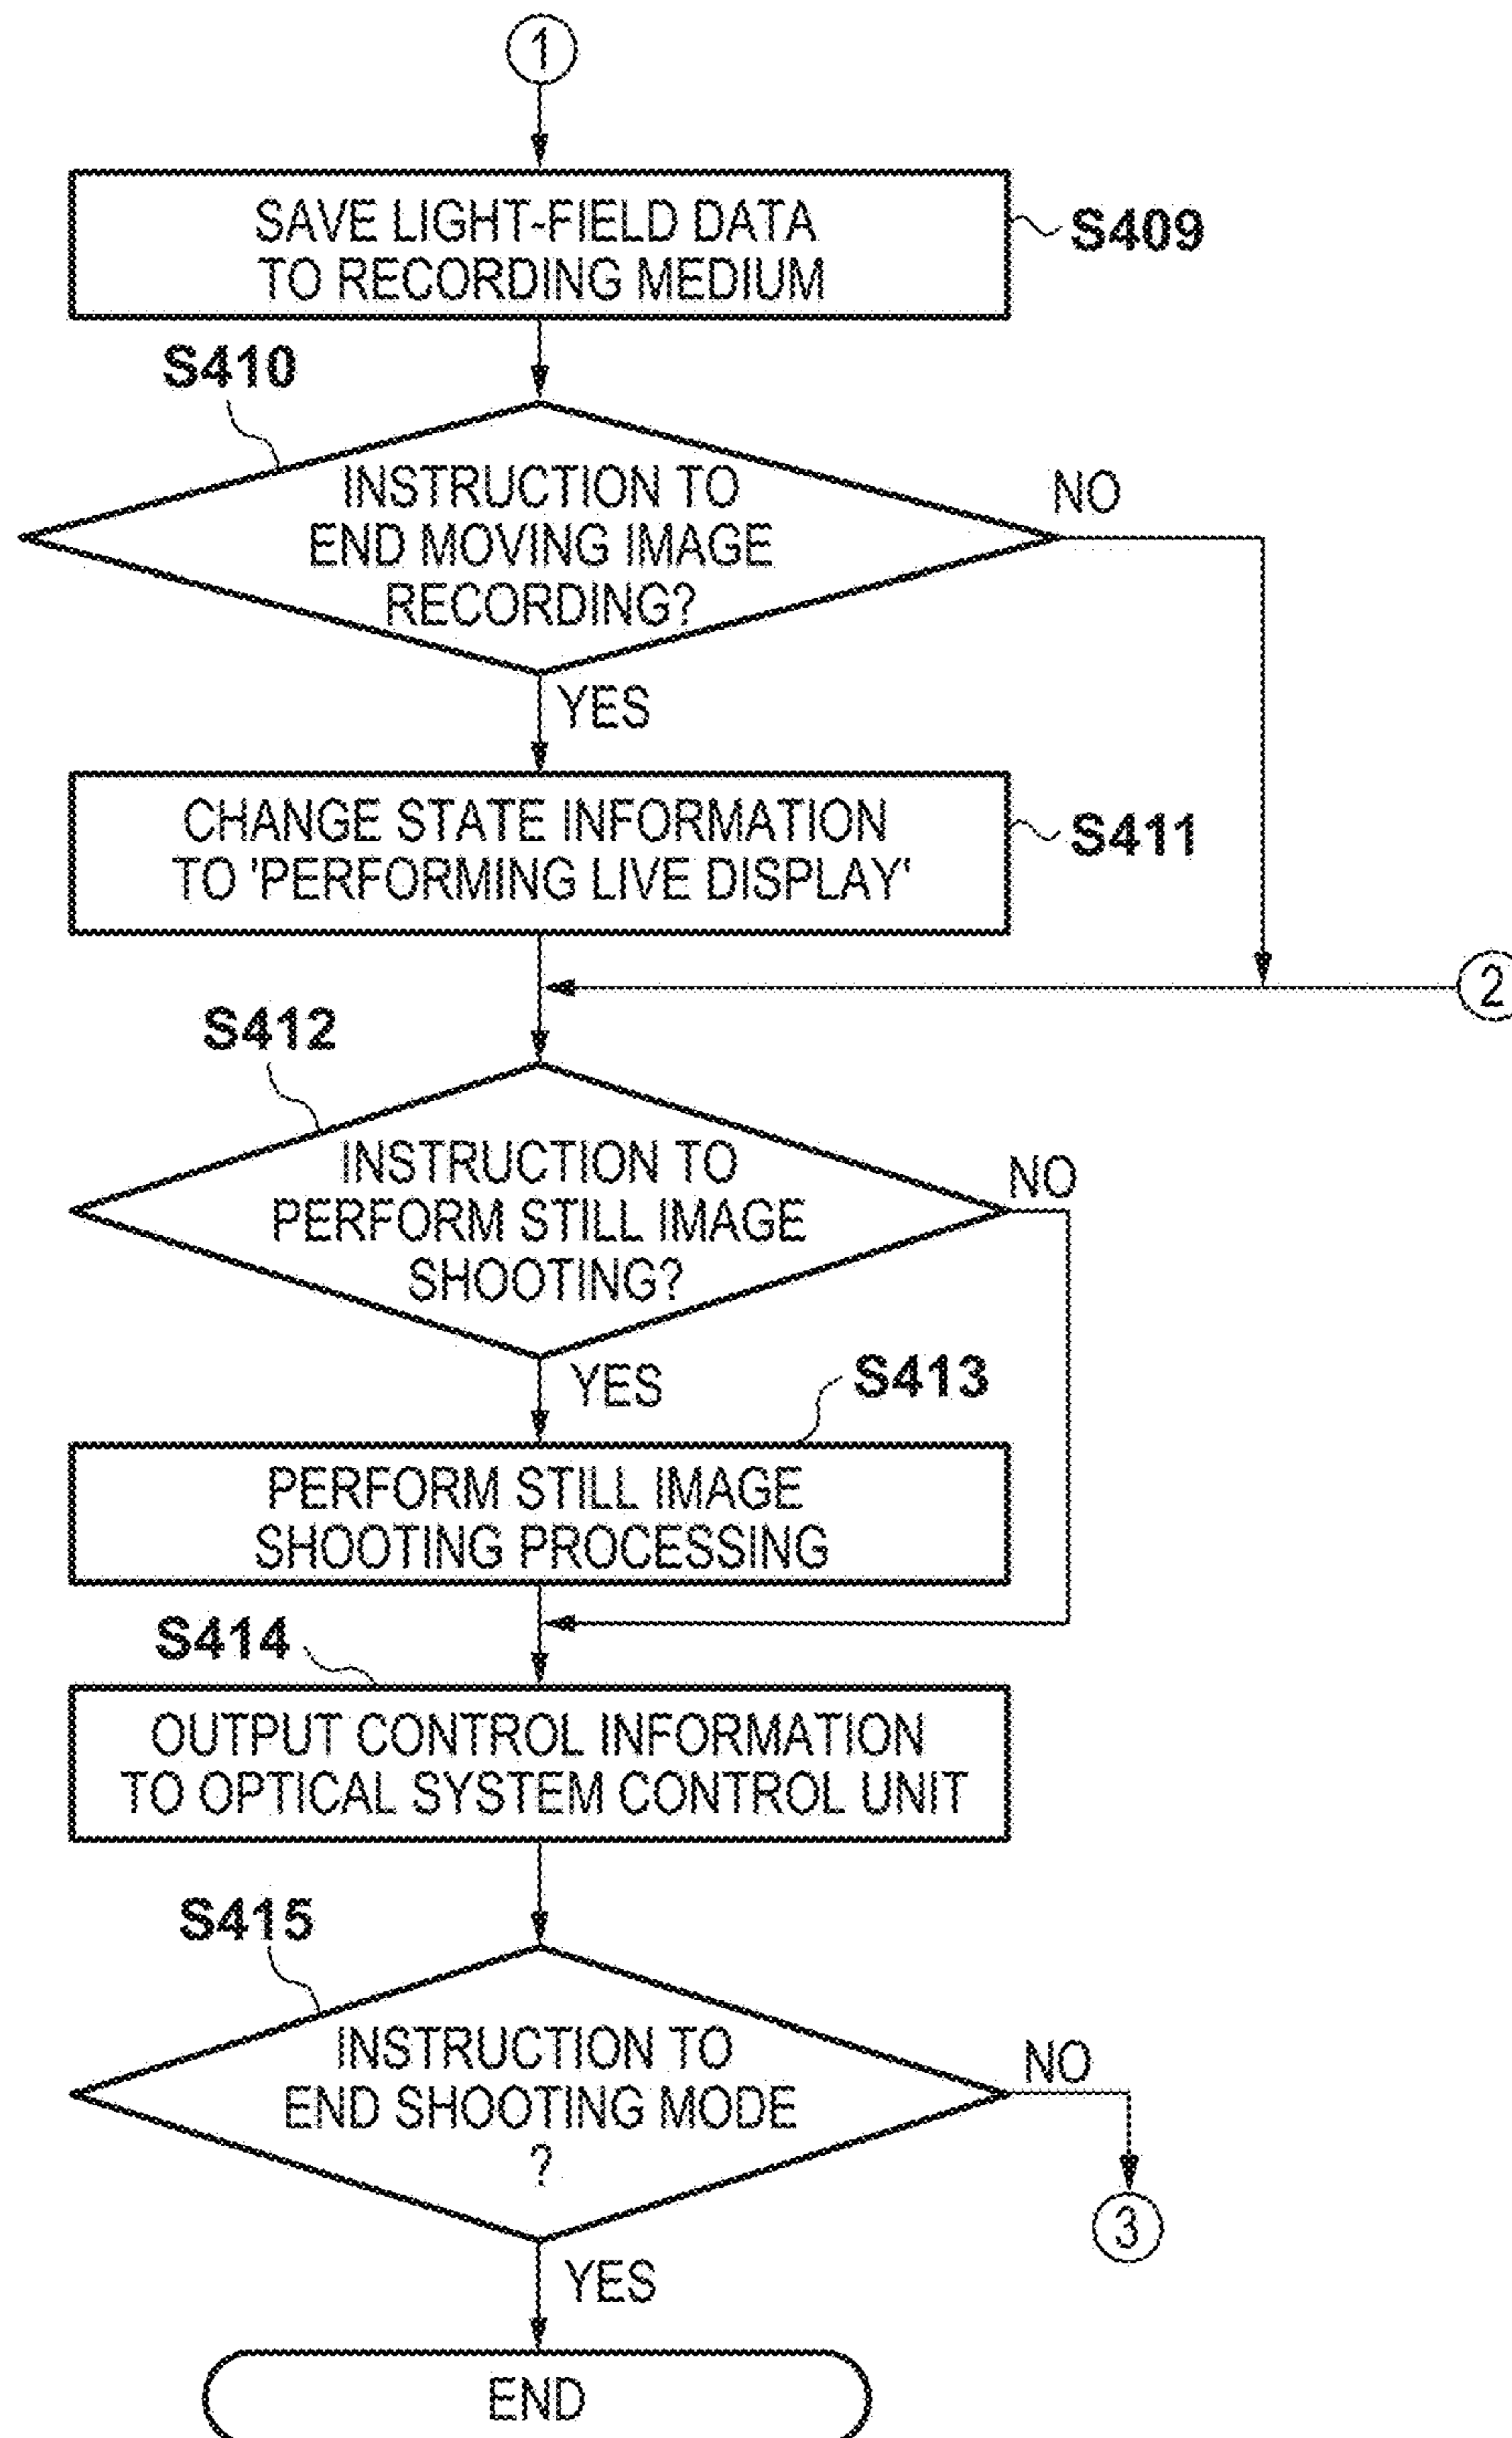 1
SAVE LIGHT-FIELD DATA
TO RECORDING MEDIUM
S409
S410
INSTRUCTION TO
END MOVING IMAGE
RECORDING?
NO
YES
CHANGE STATE INFORMATION
TO 'PERFORMING LIVE DISPLAY'
S411
2
S412
INSTRUCTION TO
PERFORM STILL IMAGE
SHOOTING?
NO
YES
S413
PERFORM STILL IMAGE
SHOOTING PROCESSING
S414
OUTPUT CONTROL INFORMATION
TO OPTICAL SYSTEM CONTROL UNIT
S415
INSTRUCTION TO
END SHOOTING MODE
?
NO
3
YES
END